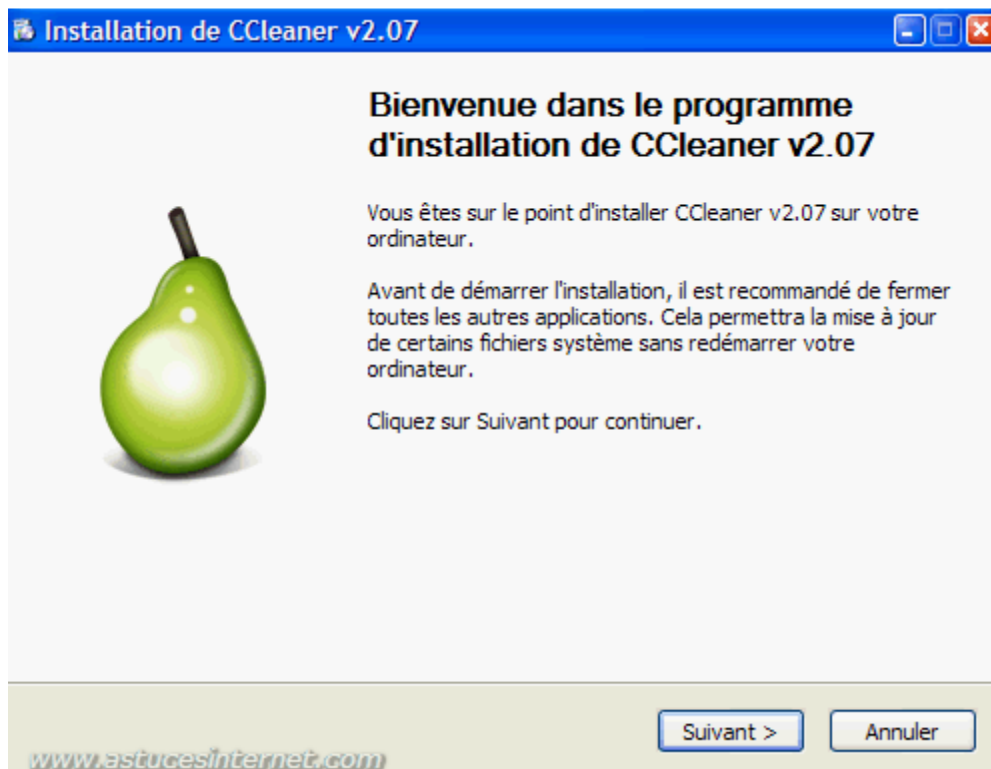 Installation de CCleaner v2.07
Bienvenue dans le programme
d'installation de CCleaner v2.07
Vous êtes sur le point d'installer CCleaner v2.07 sur votre
ordinateur.
Avant de démarrer l'installation, il est recommandé de fermer
toutes les autres applications. Cela permettra la mise à jour
de certains fichiers système sans redémarrer votre
ordinateur.
Cliquez sur Suivant pour continuer.
Suivant >
Annuler
www.astucesinternet.com